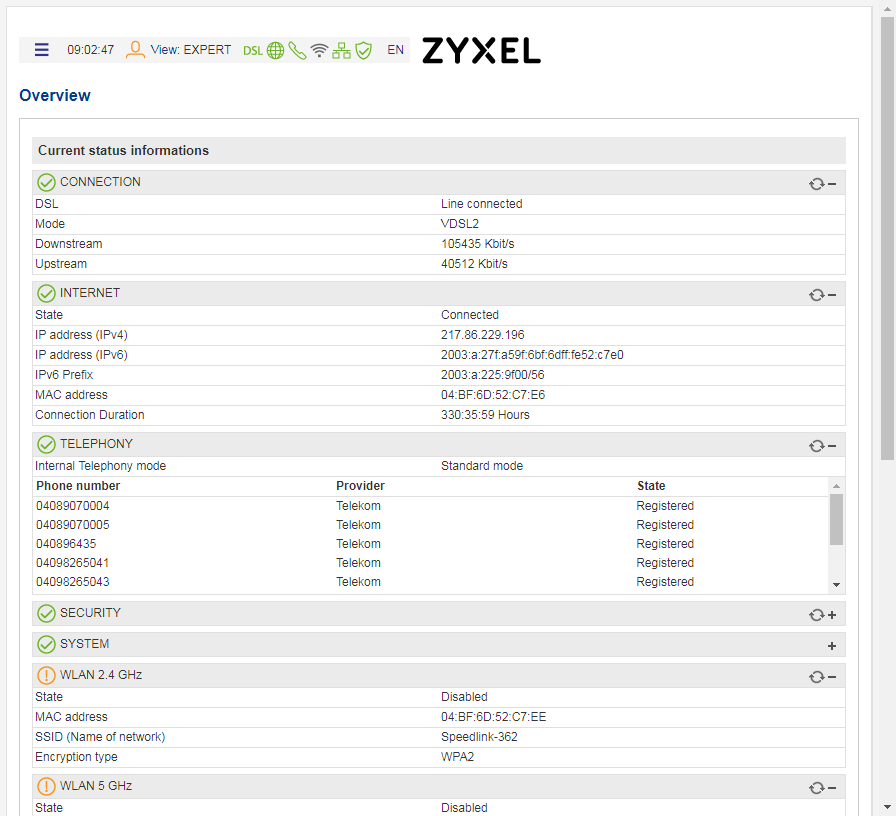 09:02:47 View: EXPERT DSL EN ZYXEL
Overview
Current status informations
CONNECTION
DSL Line connected
Mode VDSL2
Downstream 105435 Kbit/s
Upstream 40512 Kbit/s
INTERNET
State Connected
IP address (IPv4) 217.86.229.196
IP address (IPv6) 2003:a:27f:a59f:6bf:6dff:fe52:c7e0
IPv6 Prefix 2003:a:225:9f00/56
MAC address 04:BF:6D:52:C7:E6
Connection Duration 330:35:59 Hours
TELEPHONY
Internal Telephony mode Standard mode
Phone number Provider State
04089070004 Telekom Registered
04089070005 Telekom Registered
040896435 Telekom Registered
04098265041 Telekom Registered
04098265043 Telekom Registered
SECURITY
SYSTEM
WLAN 2.4 GHz
State Disabled
MAC address 04:BF:6D:52:C7:EE
SSID (Name of network) Speedlink-362
Encryption type WPA2
WLAN 5 GHz
State Disabled